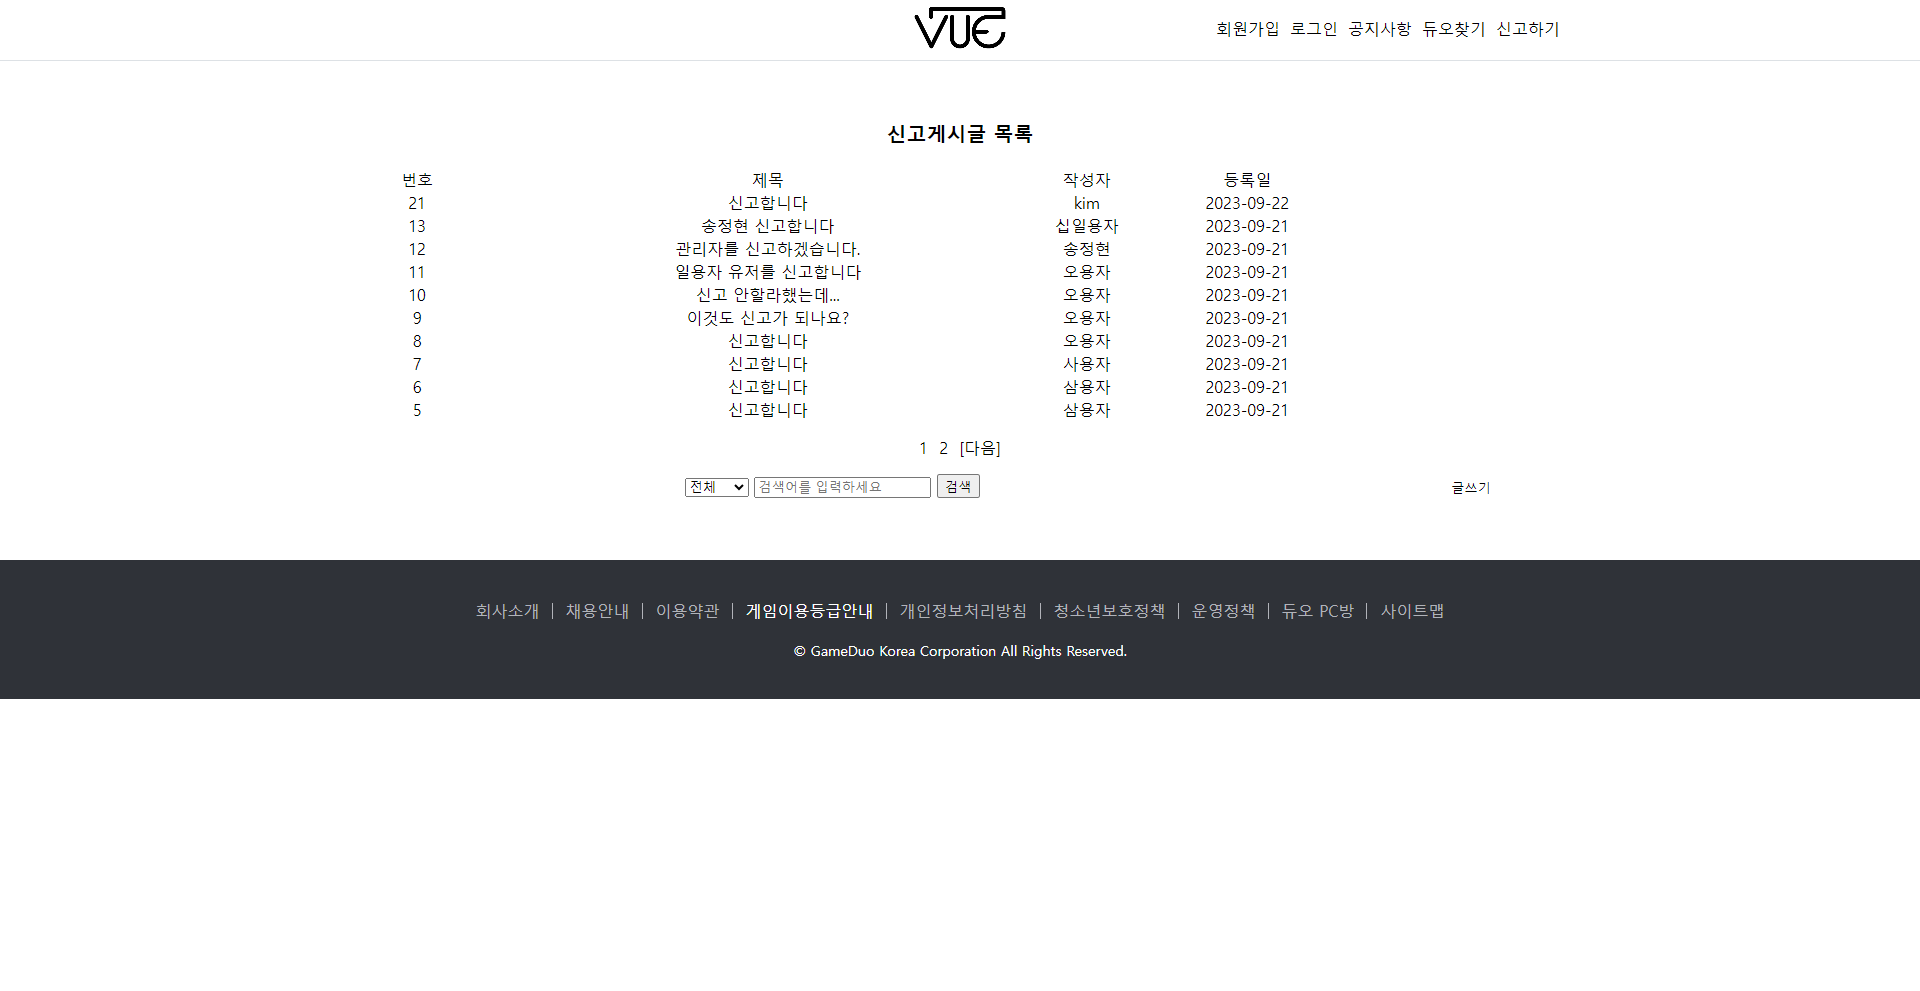 VUE
회원가입 로그인 공지사항 듀오찾기 신고하기
신고게시글 목록
번호 제목 작성자 등록일
21 신고합니다 kim 2023-09-22
13 송정현 신고합니다 십일용자 2023-09-21
12 관리자를 신고하겠습니다. 송정현 2023-09-21
11 일용자 유저를 신고합니다 오용자 2023-09-21
10 신고 안할라했는데... 오용자 2023-09-21
9 이것도 신고가 되나요? 오용자 2023-09-21
8 신고합니다 오용자 2023-09-21
7 신고합니다 사용자 2023-09-21
6 신고합니다 삼용자 2023-09-21
5 신고합니다 삼용자 2023-09-21
1 2 [다음]
전체 검색어를 입력하세요 검색 글쓰기
회사소개 | 채용안내 | 이용약관 | 게임이용등급안내 | 개인정보처리방침 | 청소년보호정책 | 운영정책 | 듀오 PC방 | 사이트맵
© GameDuo Korea Corporation All Rights Reserved.